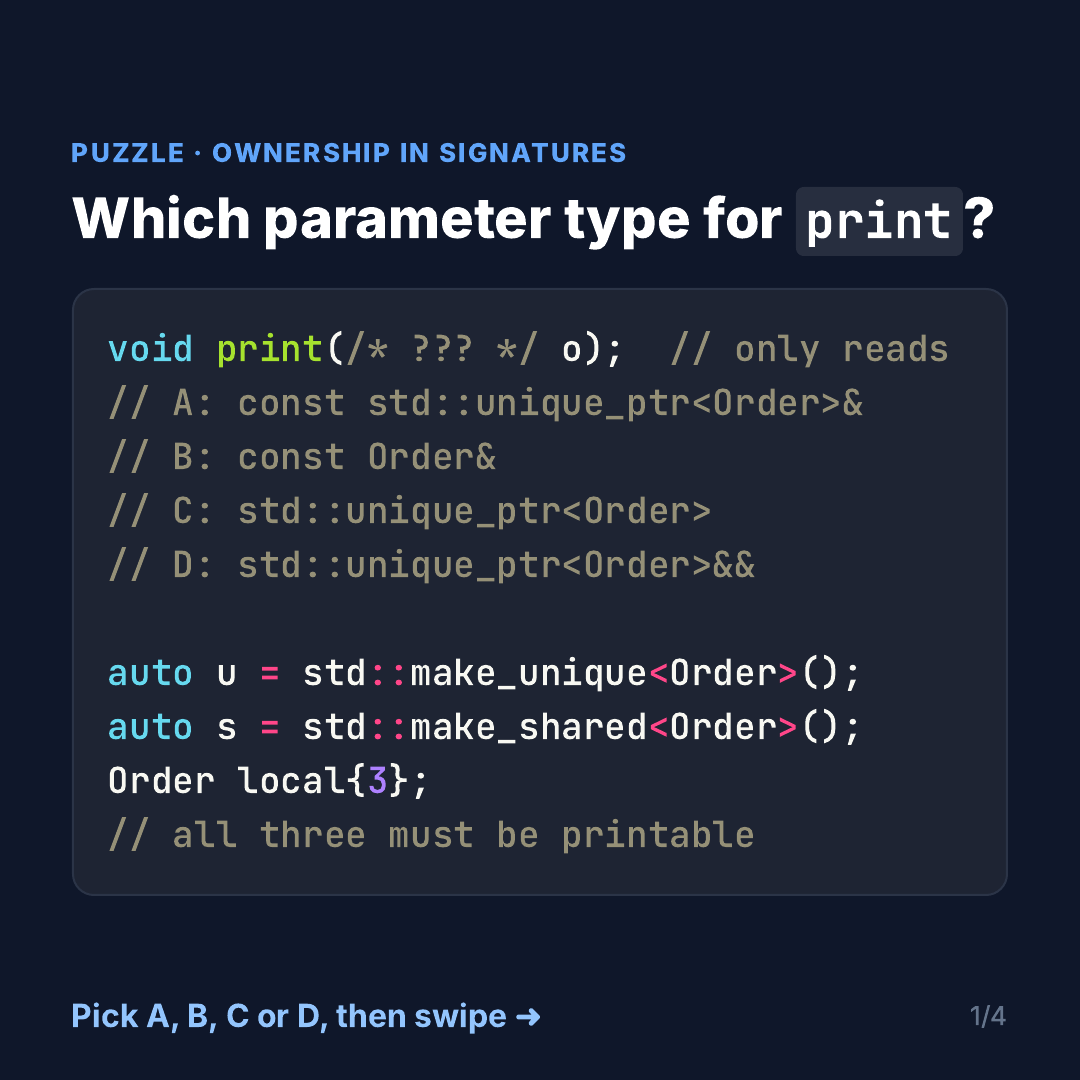 PUZZLE · OWNERSHIP IN SIGNATURES
Which parameter type for print?
void print(/* ??? */ o);  // only reads
// A: const std::unique_ptr<Order>&
// B: const Order&
// C: std::unique_ptr<Order>
// D: std::unique_ptr<Order>&&
auto u = std::make_unique<Order>();
auto s = std::make_shared<Order>();
Order local{3};
// all three must be printable
Pick A, B, C or D, then swipe ➜
1/4